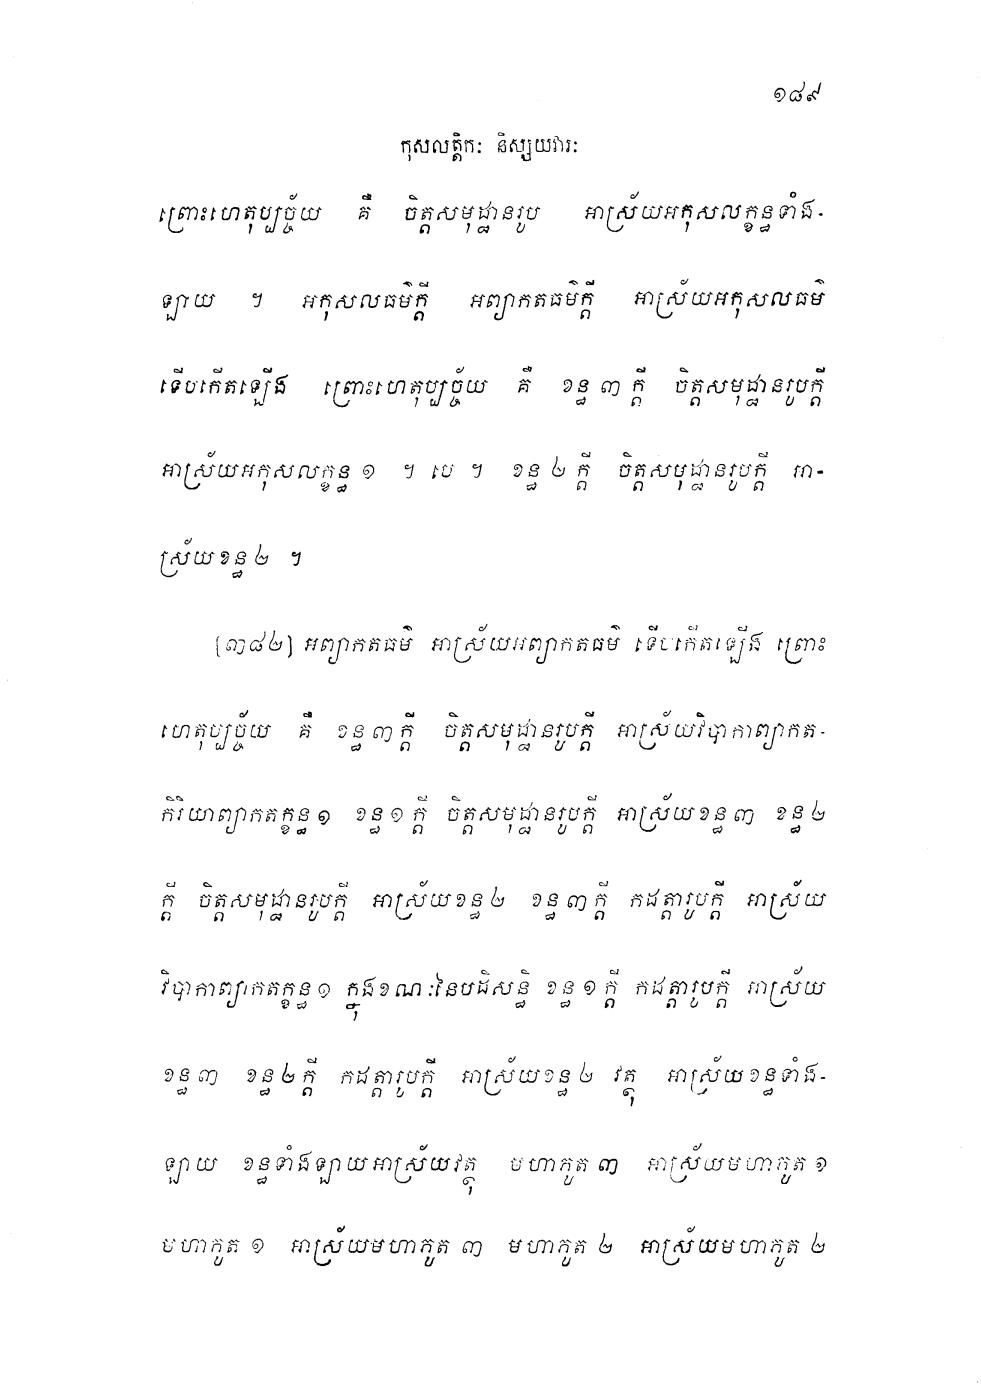 ១៨៩
កុសលត្តិកៈ និស្សយវារៈ
ព្រោះហេតុប្បច្ច័យ គឺ ចិត្តសមុដ្ឋានរូប អាស្រ័យអកុសលក្ខន្ធទាំង-
ឡាយ ។ អកុសលធម៌ក្តី អព្យាកតធម៌ក្តី អាស្រ័យអកុសលធម៌
ទើបកើតឡើង ព្រោះហេតុប្បច្ច័យ គឺ ខន្ធ ៣ ក្តី ចិត្តសមុដ្ឋានរូបក្តី
អាស្រ័យអកុសលក្ខន្ធ ១ ។ បេ ។ ខន្ធ ២ ក្តី ចិត្តសមុដ្ឋានរូបក្តី អា-
ស្រ័យខន្ធ ២ ។
[៣៨២] អព្យាកតធម៌ អាស្រ័យអព្យាកតធម៌ ទើបកើតឡើង ព្រោះ
ហេតុប្បច្ច័យ គឺ ខន្ធ ៣ ក្តី ចិត្តសមុដ្ឋានរូបក្តី អាស្រ័យវិបាកាព្យាកត-
កិរិយាព្យាកតក្ខន្ធ ១ ខន្ធ ១ ក្តី ចិត្តសមុដ្ឋានរូបក្តី អាស្រ័យខន្ធ ៣ ខន្ធ ២
ក្តី ចិត្តសមុដ្ឋានរូបក្តី អាស្រ័យខន្ធ ២ ខន្ធ ៣ ក្តី កដត្តារូបក្តី អាស្រ័យ
វិបាកាព្យាកតក្ខន្ធ ១ ក្នុងខណៈនៃបដិសន្ធិ ខន្ធ ១ ក្តី កដត្តារូបក្តី អាស្រ័យ
ខន្ធ ៣ ខន្ធ ២ ក្តី កដត្តារូបក្តី អាស្រ័យខន្ធ ២ វត្ថុ អាស្រ័យខន្ធទាំង-
ឡាយ ខន្ធទាំងឡាយអាស្រ័យវត្ថុ មហាភូត ៣ អាស្រ័យមហាភូត ១
មហាភូត ១ អាស្រ័យមហាភូត ៣ មហាភូត ២ អាស្រ័យមហាភូត ២